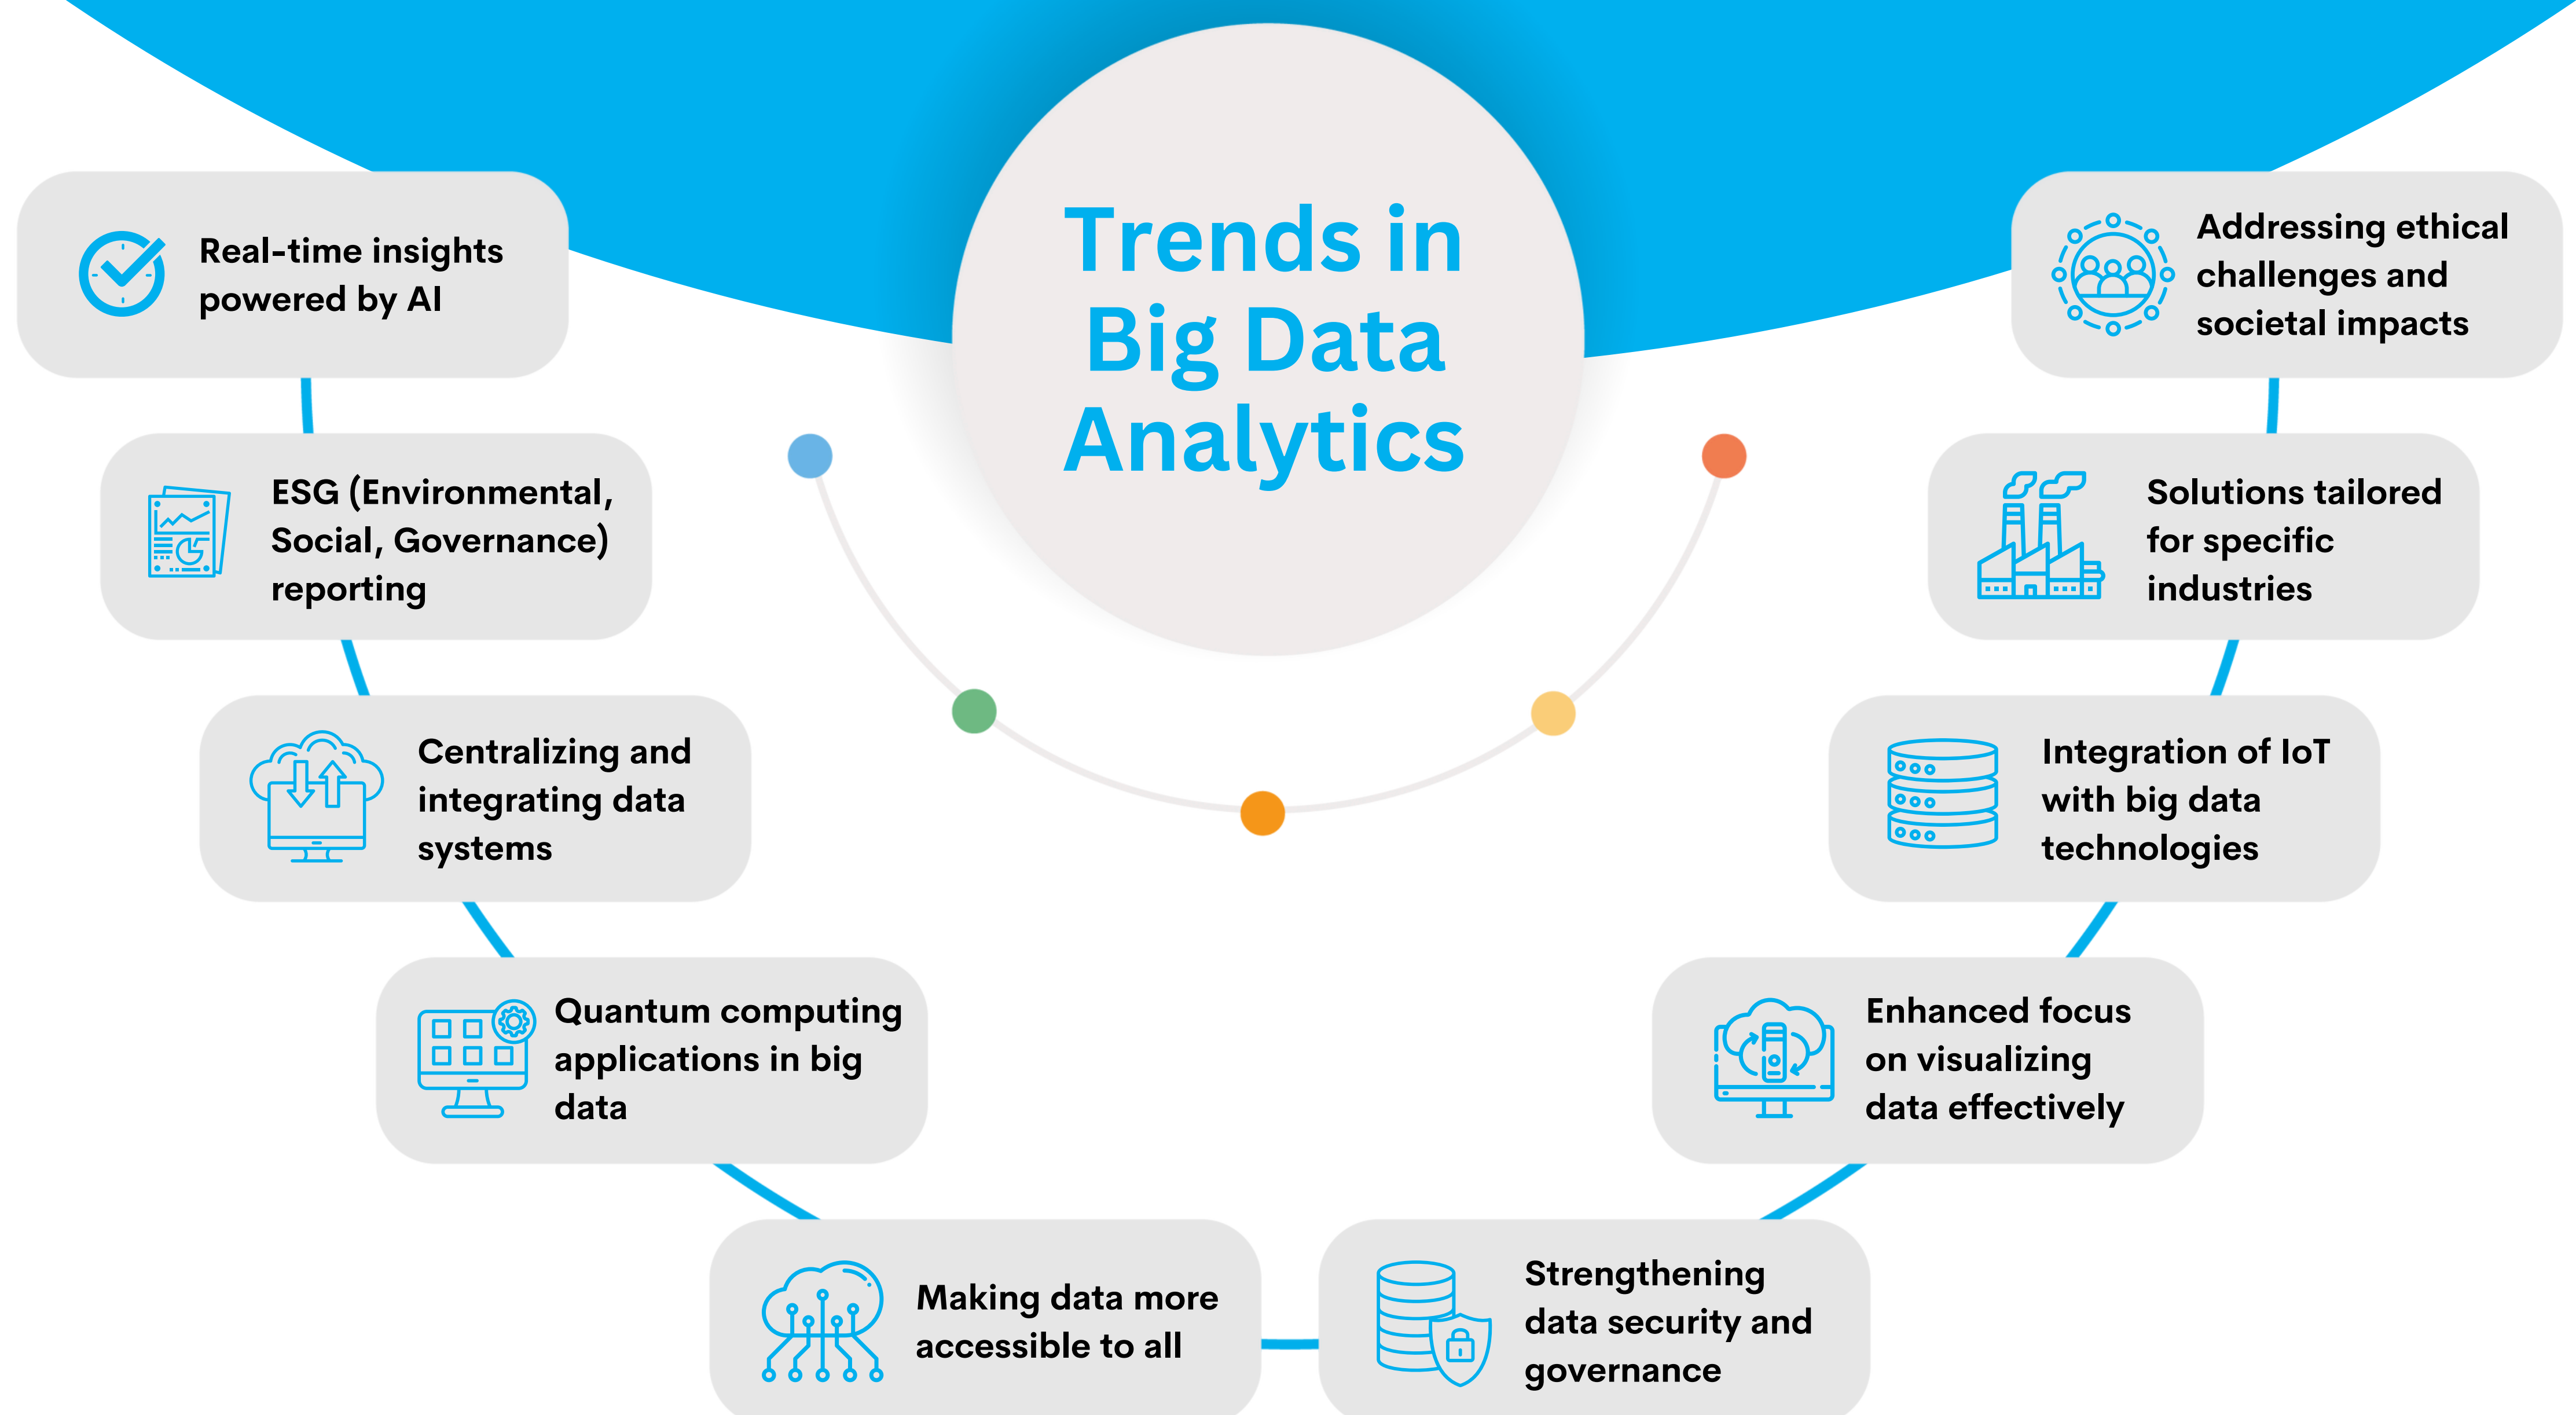 Trends in
Big Data
Analytics
Real-time insights
powered by AI
ESG (Environmental,
Social, Governance)
reporting
Centralizing and
integrating data
systems
Quantum computing
applications in big
data
Making data more
accessible to all
Strengthening
data security and
governance
Enhanced focus
on visualizing
data effectively
Integration of IoT
with big data
technologies
Solutions tailored
for specific
industries
Addressing ethical
challenges and
societal impacts